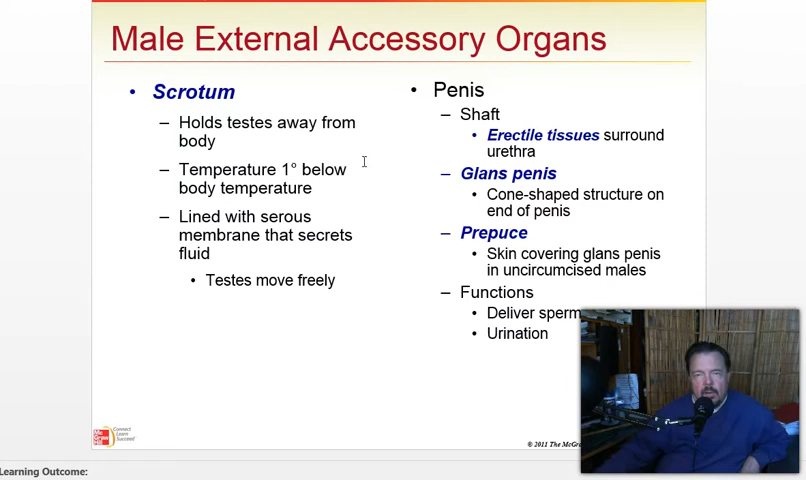 Male External Accessory Organs
• Scrotum
– Holds testes away from
body
– Temperature 1° below
body temperature
– Lined with serous
membrane that secrets
fluid
• Testes move freely
• Penis
– Shaft
• Erectile tissues surround
urethra
– Glans penis
• Cone-shaped structure on
end of penis
– Prepuce
• Skin covering glans penis
in uncircumcised males
– Functions
• Deliver sperm
• Urination
Connect
Learn
Succeed
© 2011 The McGra
Learning Outcome: